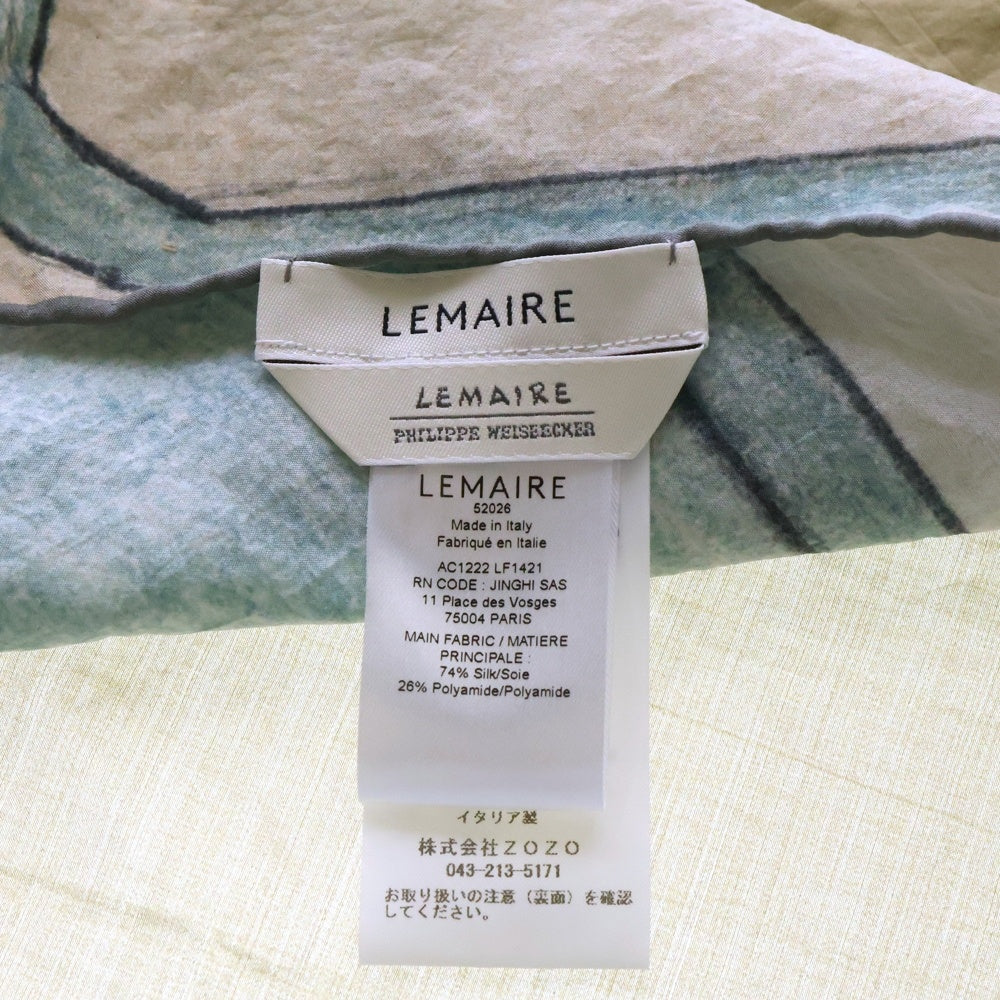 LEMAIRE
LEMAIRE
PHILIPPE WEISBECKER
LEMAIRE
52026
Made in Italy
Fabriqué en Italie
AC1222 LF1421
RN CODE : JINGHI SAS
11 Place des Vosges
75004 PARIS
MAIN FABRIC / MATIERE
PRINCIPALE :
74% Silk/Soie
26% Polyamide/Polyamide
イタリア製
株式会社ZOZO
043-213-5171
お取り扱いの注意（裏面）を確認
してください。